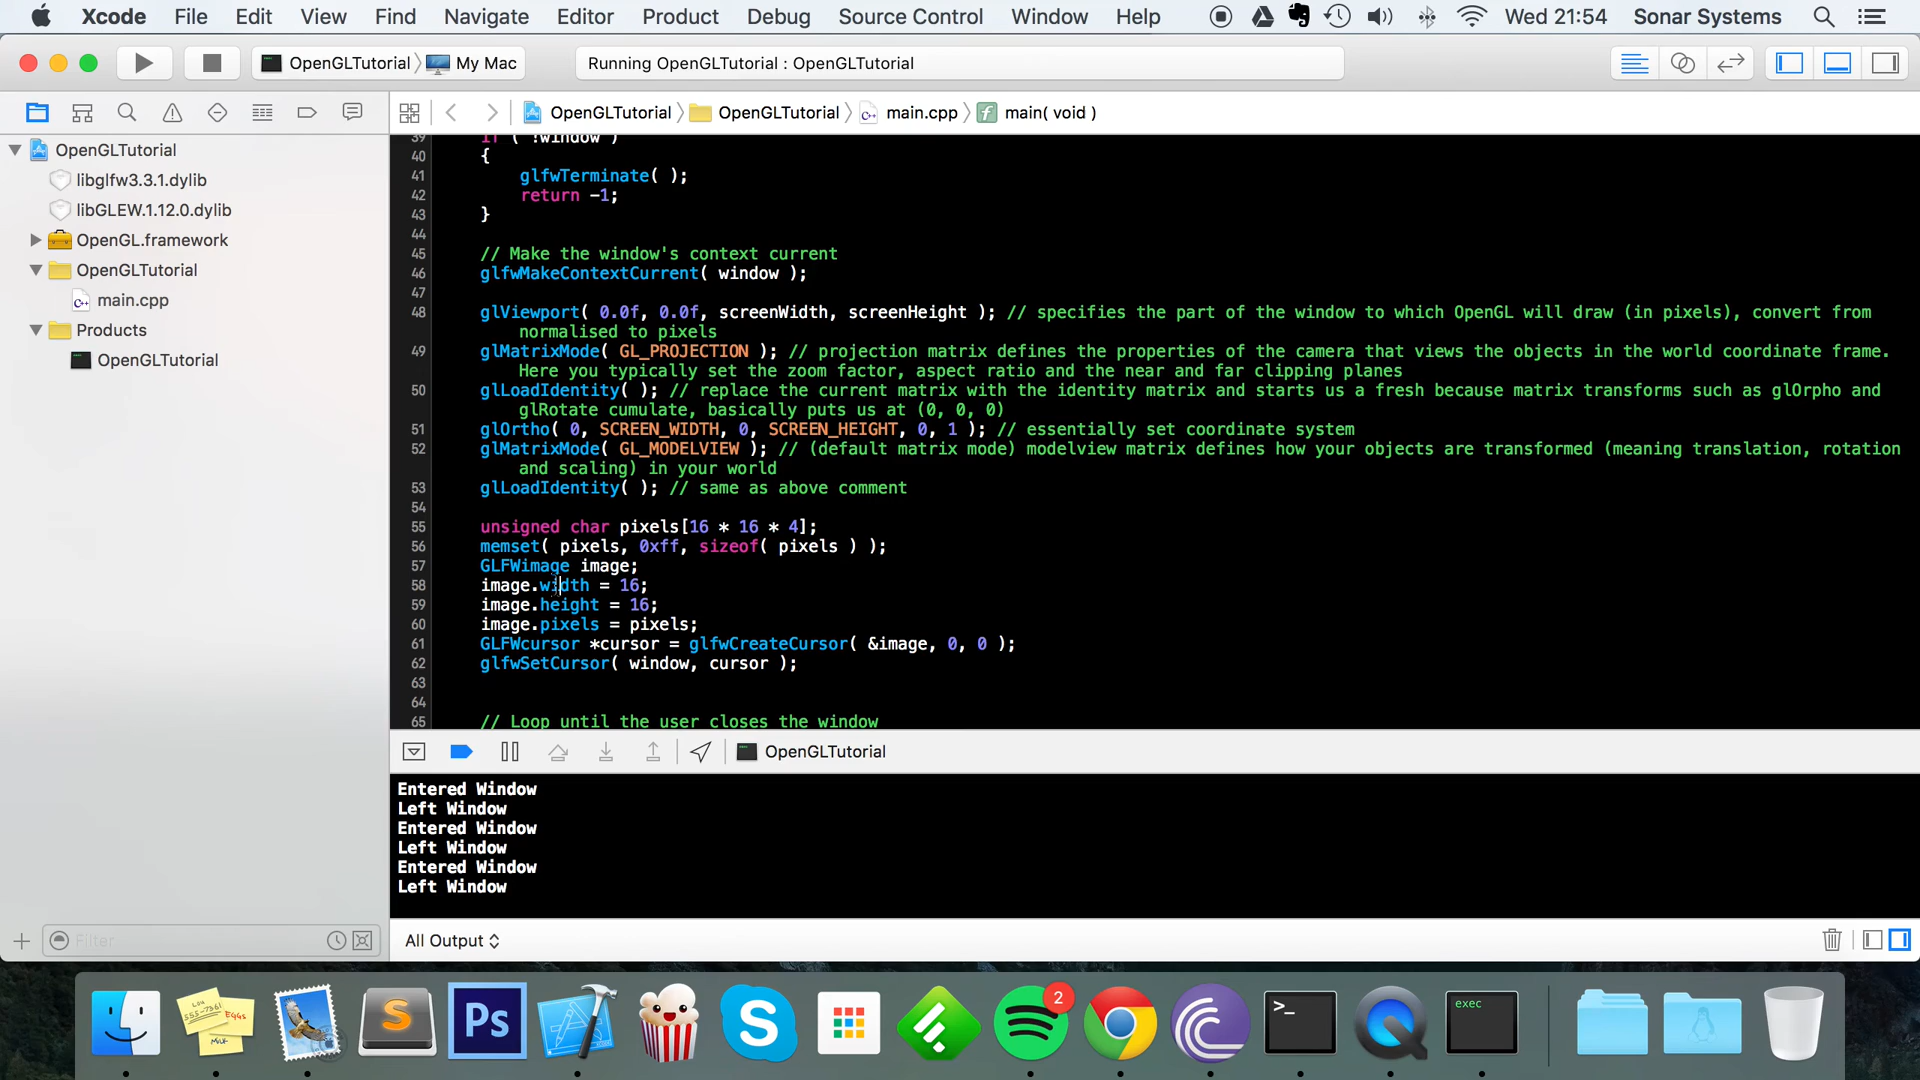 Xcode File Edit View Find Navigate Editor Product Debug Source Control Window Help Wed 21:54 Sonar Systems
OpenGLTutorial My Mac Running OpenGLTutorial : OpenGLTutorial
OpenGLTutorial OpenGLTutorial main.cpp main( void )
OpenGLTutorial
libglfw3.3.1.dylib
libGLEW.1.12.0.dylib
OpenGL.framework
OpenGLTutorial
main.cpp
Products
OpenGLTutorial
Filter
39 if ( !window )
40 {
41 glfwTerminate( );
42 return -1;
43 }
44
45 // Make the window's context current
46 glfwMakeContextCurrent( window );
47
48 glViewport( 0.0f, 0.0f, screenWidth, screenHeight ); // specifies the part of the window to which OpenGL will draw (in pixels), convert from
normalised to pixels
49 glMatrixMode( GL_PROJECTION ); // projection matrix defines the properties of the camera that views the objects in the world coordinate frame.
Here you typically set the zoom factor, aspect ratio and the near and far clipping planes
50 glLoadIdentity( ); // replace the current matrix with the identity matrix and starts us a fresh because matrix transforms such as glOrpho and
glRotate cumulate, basically puts us at (0, 0, 0)
51 glOrtho( 0, SCREEN_WIDTH, 0, SCREEN_HEIGHT, 0, 1 ); // essentially set coordinate system
52 glMatrixMode( GL_MODELVIEW ); // (default matrix mode) modelview matrix defines how your objects are transformed (meaning translation, rotation
and scaling) in your world
53 glLoadIdentity( ); // same as above comment
54
55 unsigned char pixels[16 * 16 * 4];
56 memset( pixels, 0xff, sizeof( pixels ) );
57 GLFWimage image;
58 image.width = 16;
59 image.height = 16;
60 image.pixels = pixels;
61 GLFWcursor *cursor = glfwCreateCursor( &image, 0, 0 );
62 glfwSetCursor( window, cursor );
63
64
65 // Loop until the user closes the window
OpenGLTutorial
Entered Window
Left Window
Entered Window
Left Window
Entered Window
Left Window
All Output
S Ps 2 >_ exec